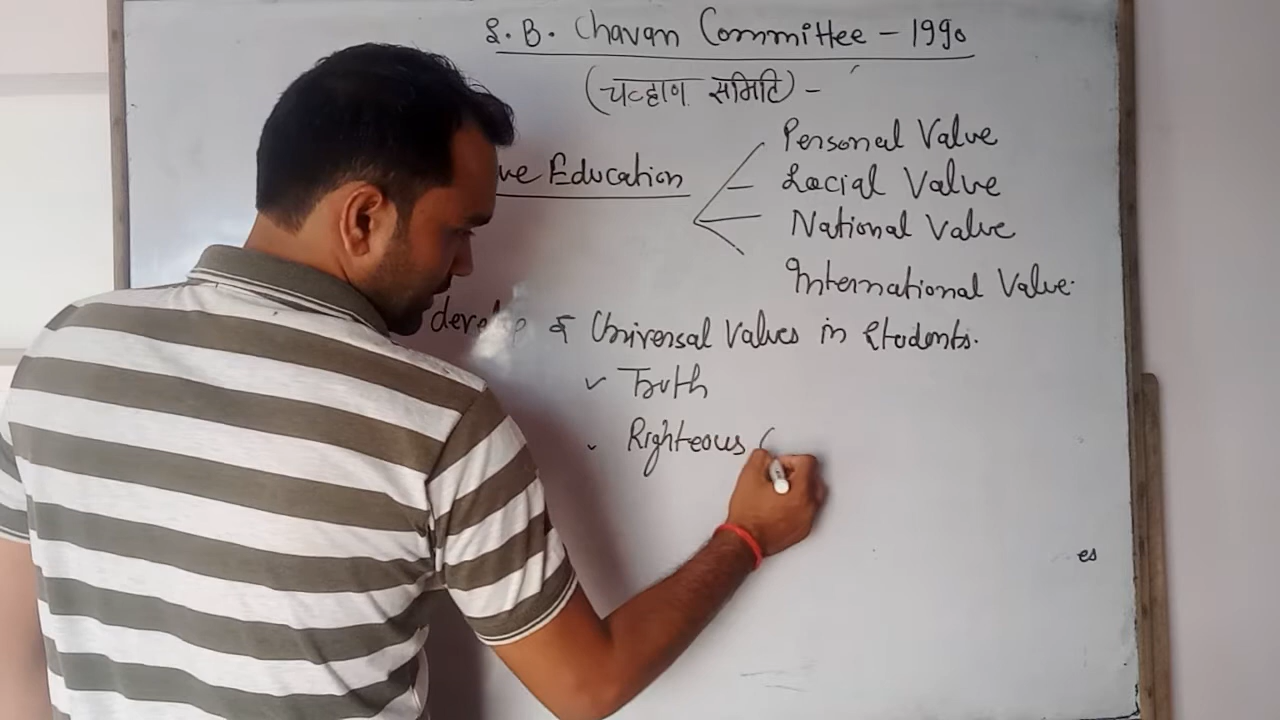 S. B. Chavan Committee - 1990
(चव्हाण समिति) -
ue Education
Personal Value
Social Value
National Value
International Value.
develop of Universal Values in Students.
✓ Truth
✓ Righteous (
es